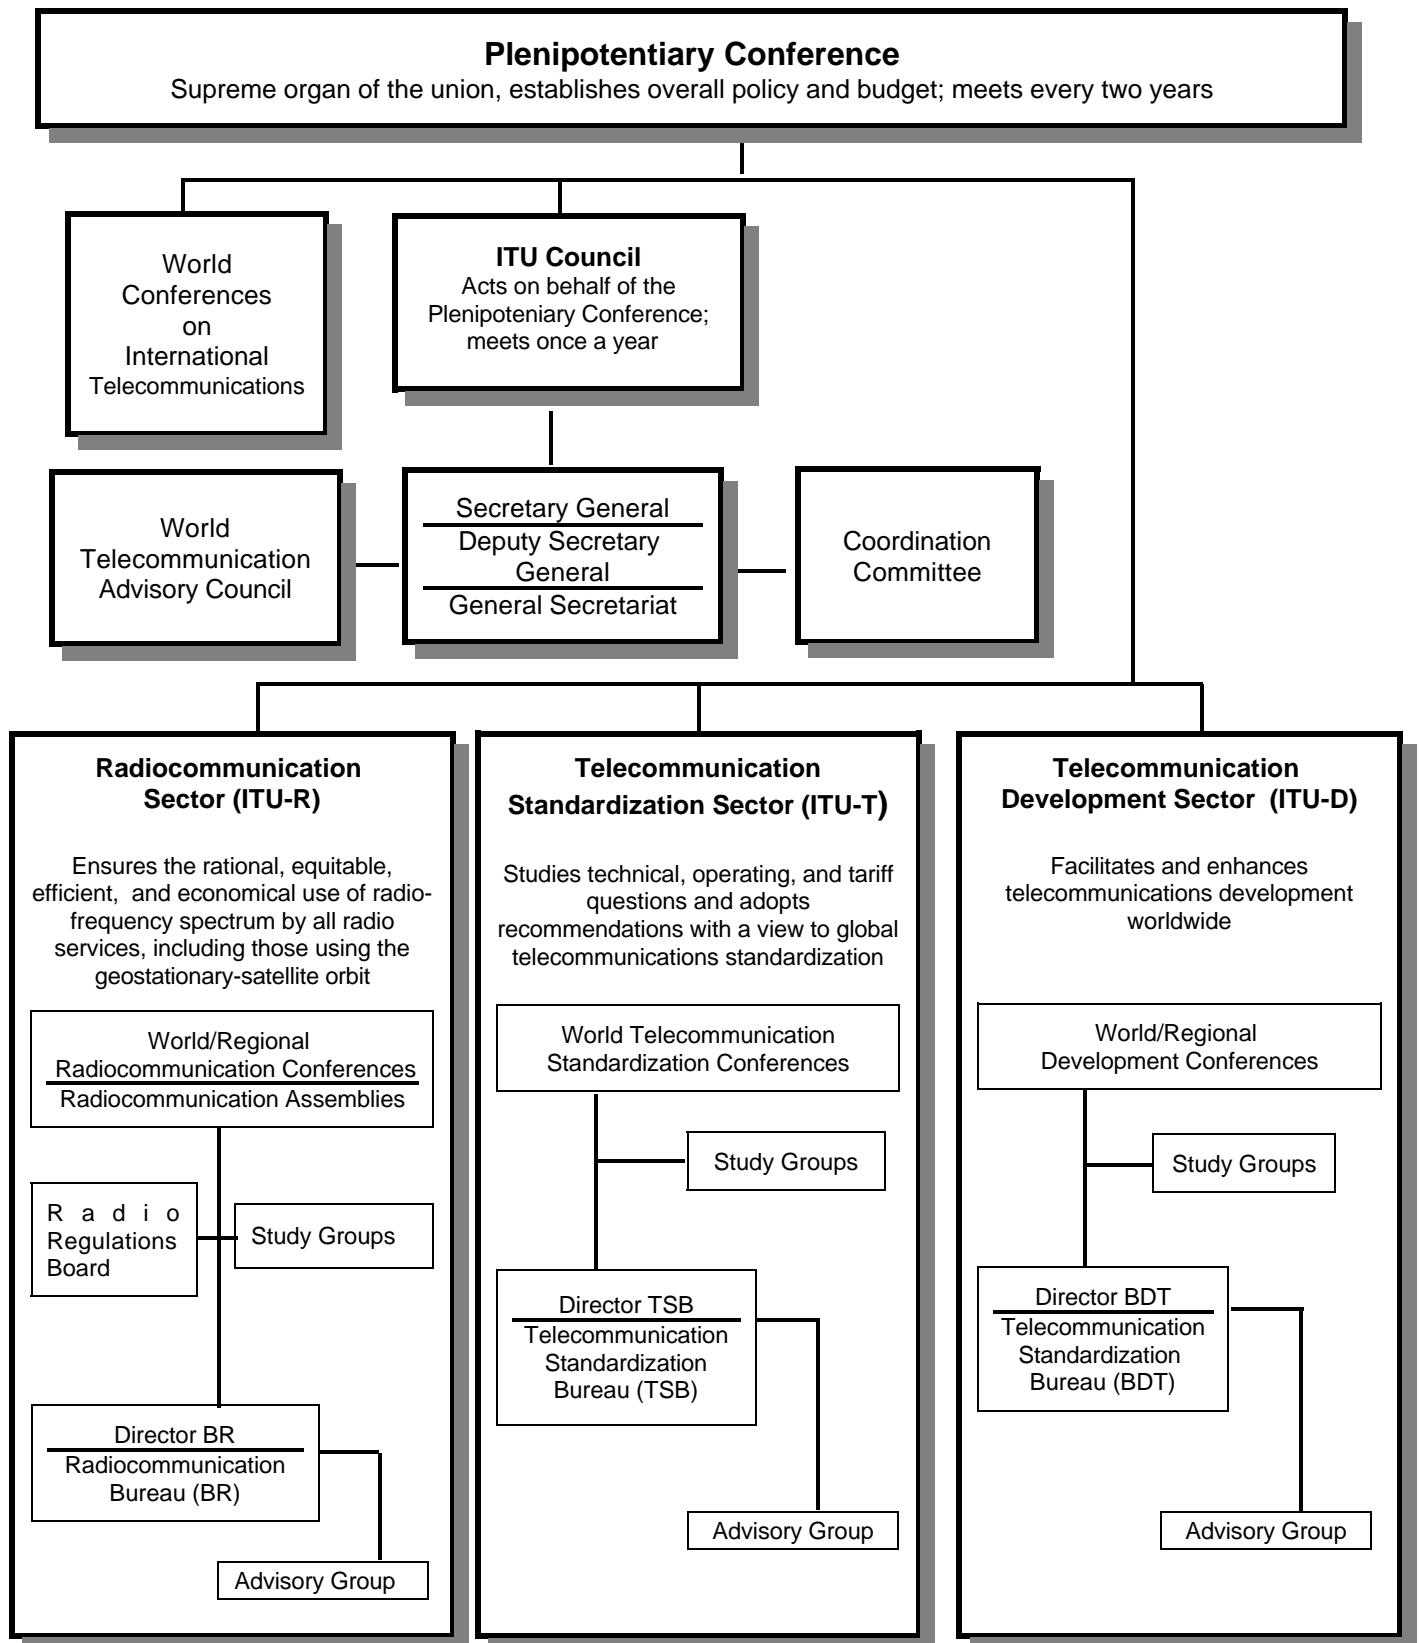 Plenipotentiary Conference
Supreme organ of the union, establishes overall policy and budget; meets every two years
World
Conferences
on
International
Telecommunications
ITU Council
Acts on behalf of the
Plenipoteniary Conference;
meets once a year
World
Telecommunication
Advisory Council
Secretary General
Deputy Secretary
General
General Secretariat
Coordination
Committee
Radiocommunication
Sector (ITU-R)
Ensures the rational, equitable,
efficient, and economical use of radio-
frequency spectrum by all radio
services, including those using the
geostationary-satellite orbit
World/Regional
Radiocommunication Conferences
Radiocommunication Assemblies
R a d i o
Regulations
Board
Study Groups
Director BR
Radiocommunication
Bureau (BR)
Advisory Group
Telecommunication
Standardization Sector (ITU-T)
Studies technical, operating, and tariff
questions and adopts
recommendations with a view to global
telecommunications standardization
World Telecommunication
Standardization Conferences
Study Groups
Director TSB
Telecommunication
Standardization
Bureau (TSB)
Advisory Group
Telecommunication
Development Sector (ITU-D)
Facilitates and enhances
telecommunications development
worldwide
World/Regional
Development Conferences
Study Groups
Director BDT
Telecommunication
Standardization
Bureau (BDT)
Advisory Group